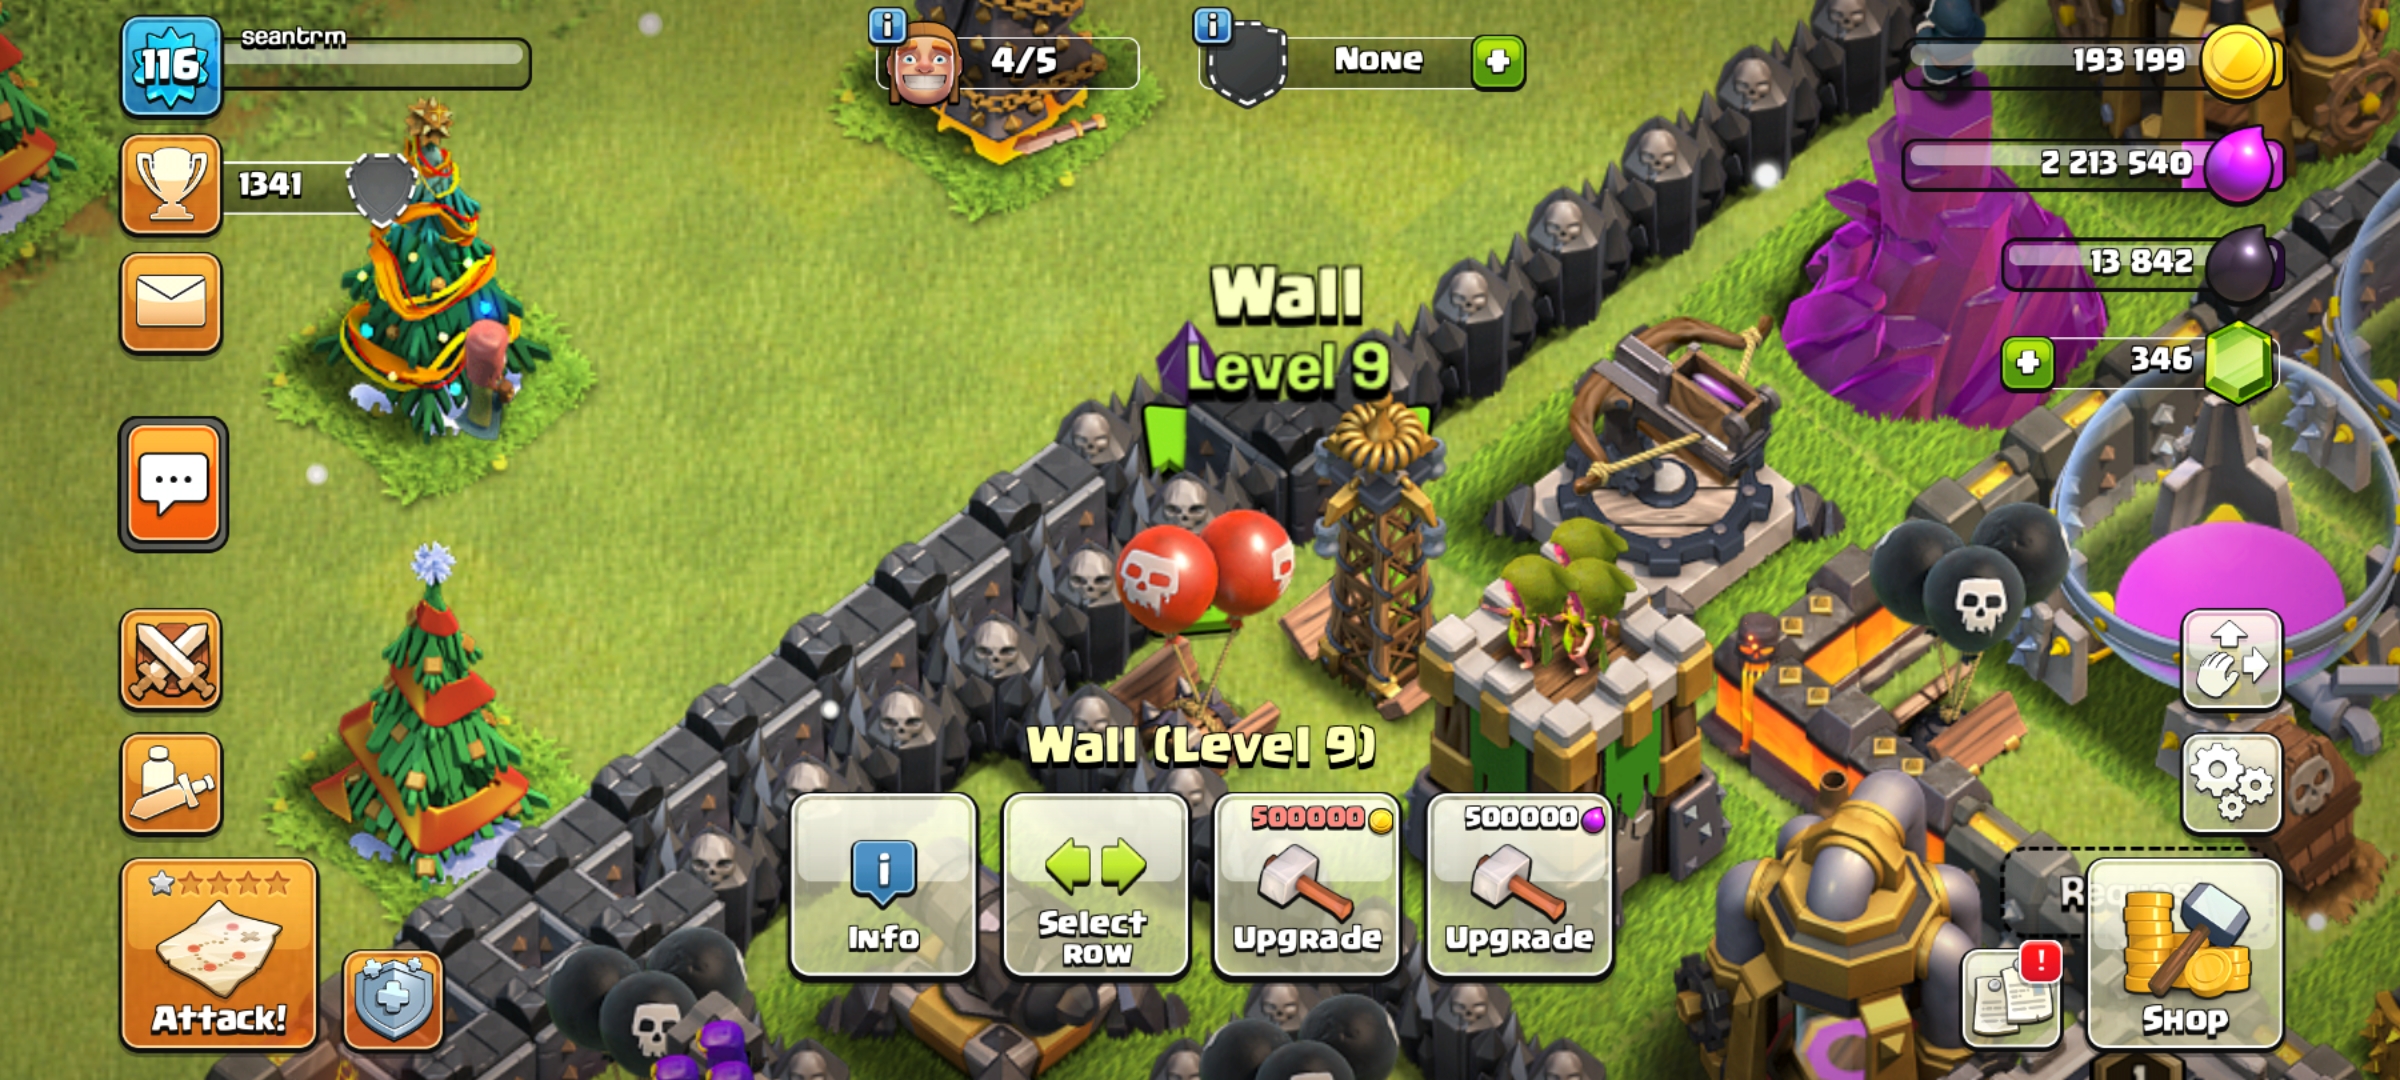 116
seantrm
4/5
None
193 199
1341
2 213 540
13 842
346
Wall
Level 9
Wall (Level 9)
Info
Select
Row
500000
Upgrade
500000
Upgrade
Attack!
!
Shop